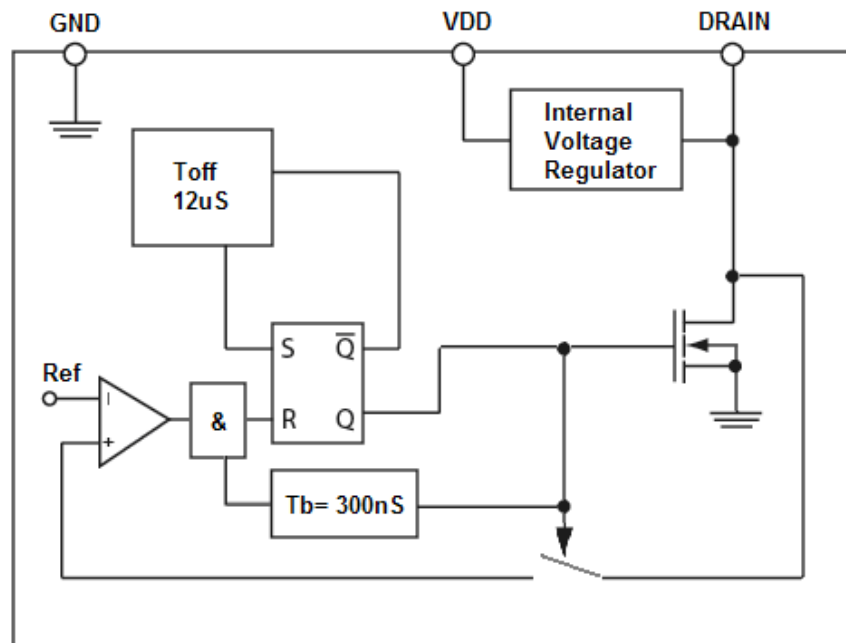 GND
VDD
DRAIN
Internal
Voltage
Regulator
Toff
12uS
S
Q̅
Ref
-
+
&
R
Q
Tb= 300nS